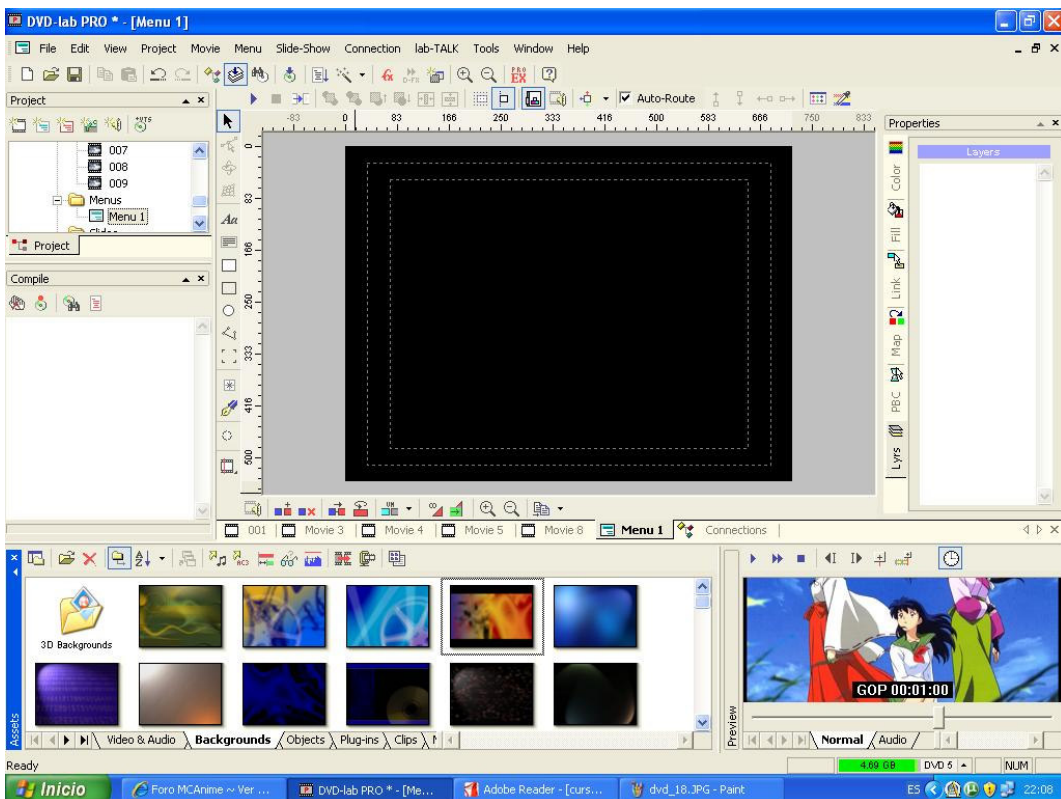 DVD-lab PRO * - [Menu 1]
File Edit View Project Movie Menu Slide-Show Connection lab-TALK Tools Window Help
Project
Auto-Route
007
008
009
Menus
Menu 1
Project
Compile
-83 0 83 166 250 333 416 500 583 666 750 833
0
83
166
250
333
416
500
Properties
Layers
Color
Fill
Link
Map
PBC
Lyrs
001 Movie 3 Movie 4 Movie 5 Movie 8 Menu 1 Connections
3D Backgrounds
Assets
Video & Audio Backgrounds Objects Plug-ins Clips
GOP 00:01:00
Preview
Normal Audio
Ready
4.69 GB DVD 5 NUM
Inicio Foro MCAnime ~ Ver ... DVD-lab PRO * - [Me... Adobe Reader - [curs... dvd_18.JPG - Paint ES 22:08